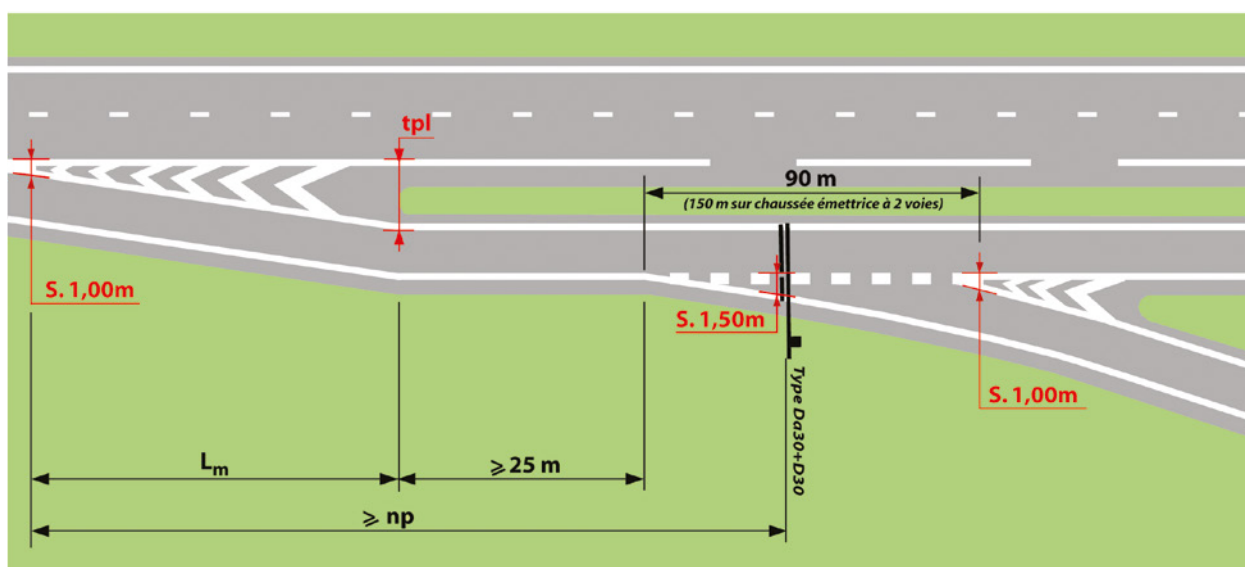 tpl
90 m
(150 m sur chaussée émettrice à 2 voies)
S. 1,00m
S. 1,50m
S. 1,00m
Type Da30+D30
Lm
⩾ 25 m
⩾ np